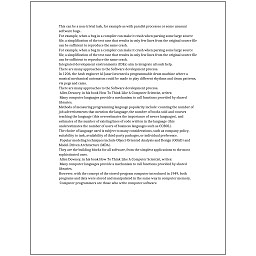 This can be a non-trivial task, for example as with parallel processes or some unusual
software bugs.
For example, when a bug in a compiler can make it crash when parsing some large source
file, a simplification of the test case that results in only few lines from the original source file
can be sufficient to reproduce the same crash.
For example, when a bug in a compiler can make it crash when parsing some large source
file, a simplification of the test case that results in only few lines from the original source file
can be sufficient to reproduce the same crash.
Integrated development environments (IDEs) aim to integrate all such help.
There are many approaches to the Software development process.
In 1206, the Arab engineer Al-Jazari invented a programmable drum machine where a
musical mechanical automaton could be made to play different rhythms and drum patterns,
via pegs and cams.
There are many approaches to the Software development process.
Allen Downey, in his book How To Think Like A Computer Scientist, writes:
Many computer languages provide a mechanism to call functions provided by shared
libraries.
Methods of measuring programming language popularity include: counting the number of
job advertisements that mention the language, the number of books sold and courses
teaching the language (this overestimates the importance of newer languages), and
estimates of the number of existing lines of code written in the language (this
underestimates the number of users of business languages such as COBOL).
The choice of language used is subject to many considerations, such as company policy,
suitability to task, availability of third-party packages, or individual preference.
Popular modeling techniques include Object-Oriented Analysis and Design (OOAD) and
Model-Driven Architecture (MDA).
They are the building blocks for all software, from the simplest applications to the most
sophisticated ones.
Allen Downey, in his book How To Think Like A Computer Scientist, writes:
Many computer languages provide a mechanism to call functions provided by shared
libraries.
However, with the concept of the stored-program computer introduced in 1949, both
programs and data were stored and manipulated in the same way in computer memory.
Computer programmers are those who write computer software.